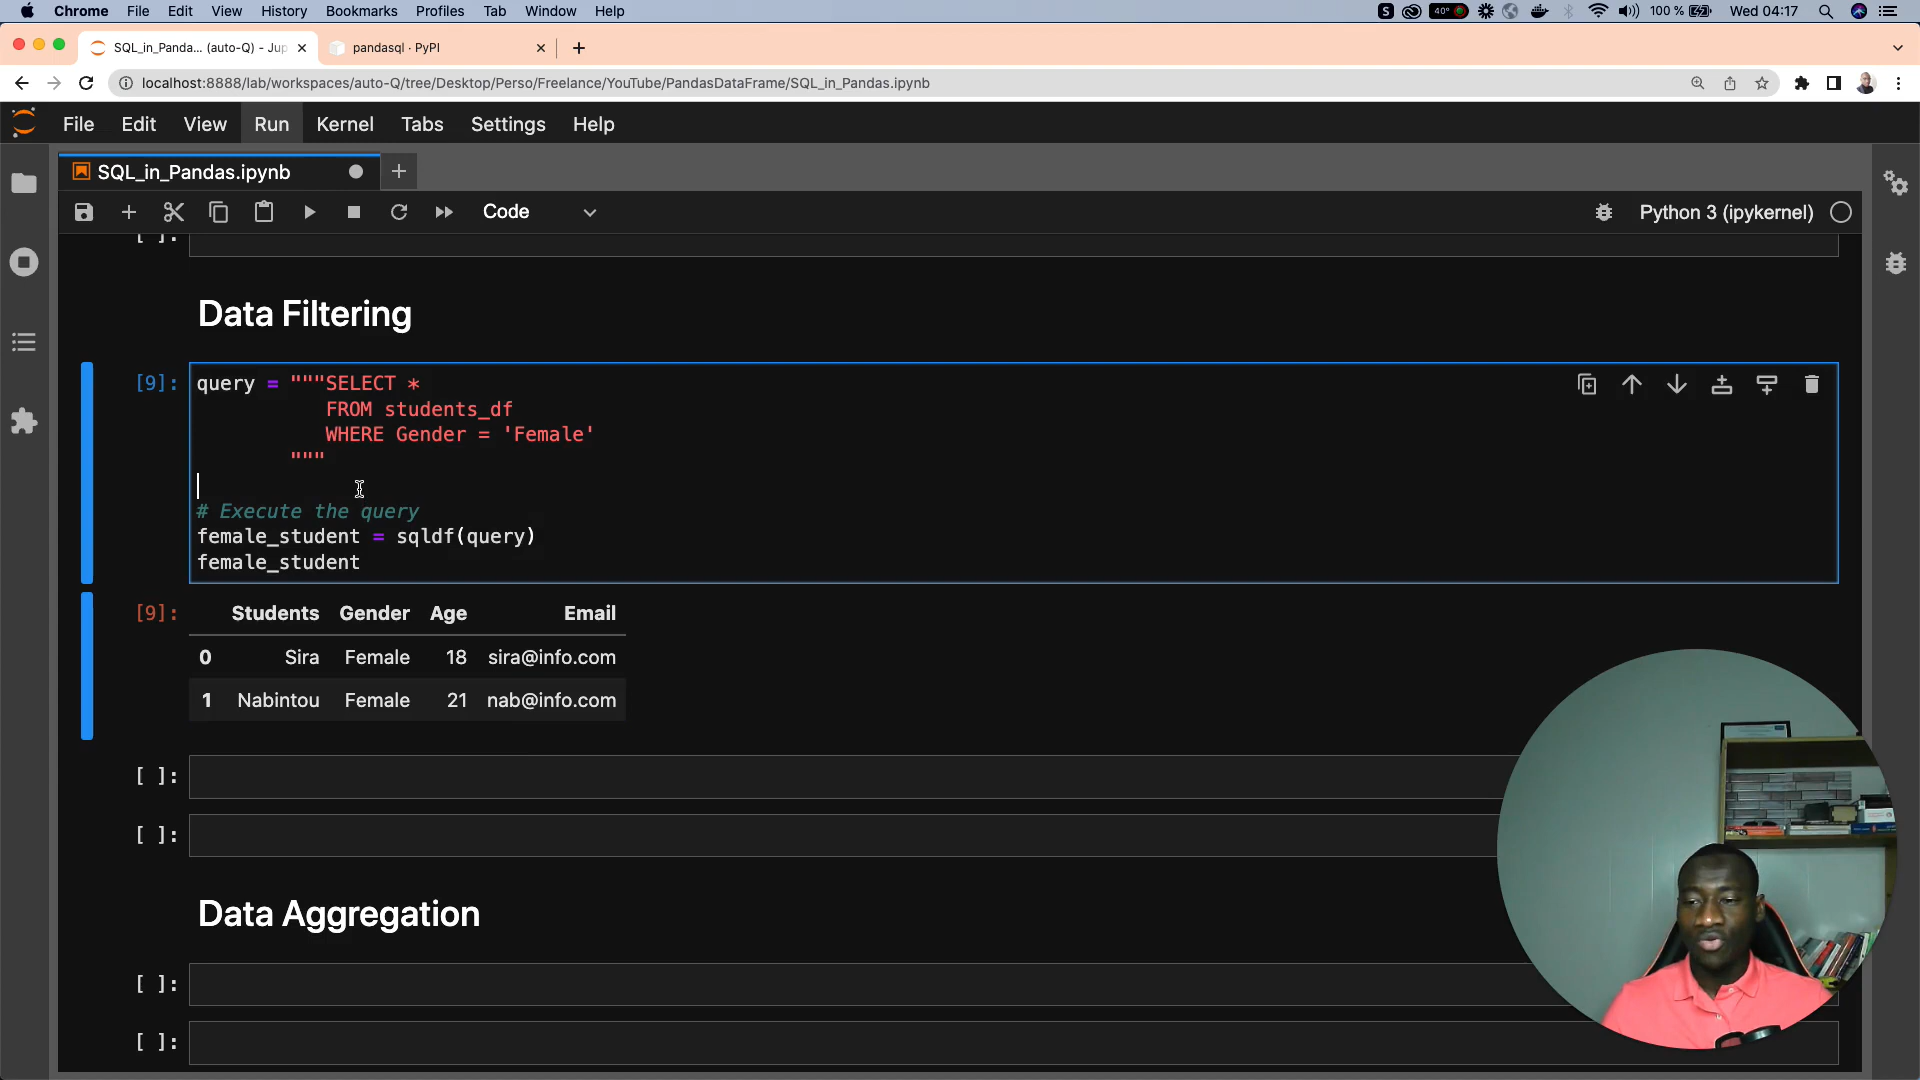 Chrome File Edit View History Bookmarks Profiles Tab Window Help 40° 100 % Wed 04:17
SQL_in_Panda... (auto-Q) - Jup pandasql · PyPI
localhost:8888/lab/workspaces/auto-Q/tree/Desktop/Perso/Freelance/YouTube/PandasDataFrame/SQL_in_Pandas.ipynb
File Edit View Run Kernel Tabs Settings Help
SQL_in_Pandas.ipynb
Code Python 3 (ipykernel)
[ ]:
Data Filtering
[9]: query = """SELECT *
FROM students_df
WHERE Gender = 'Female'
"""
# Execute the query
female_student = sqldf(query)
female_student
[9]: Students Gender Age Email
0 Sira Female 18 sira@info.com
1 Nabintou Female 21 nab@info.com
[ ]:
[ ]:
Data Aggregation
[ ]:
[ ]: